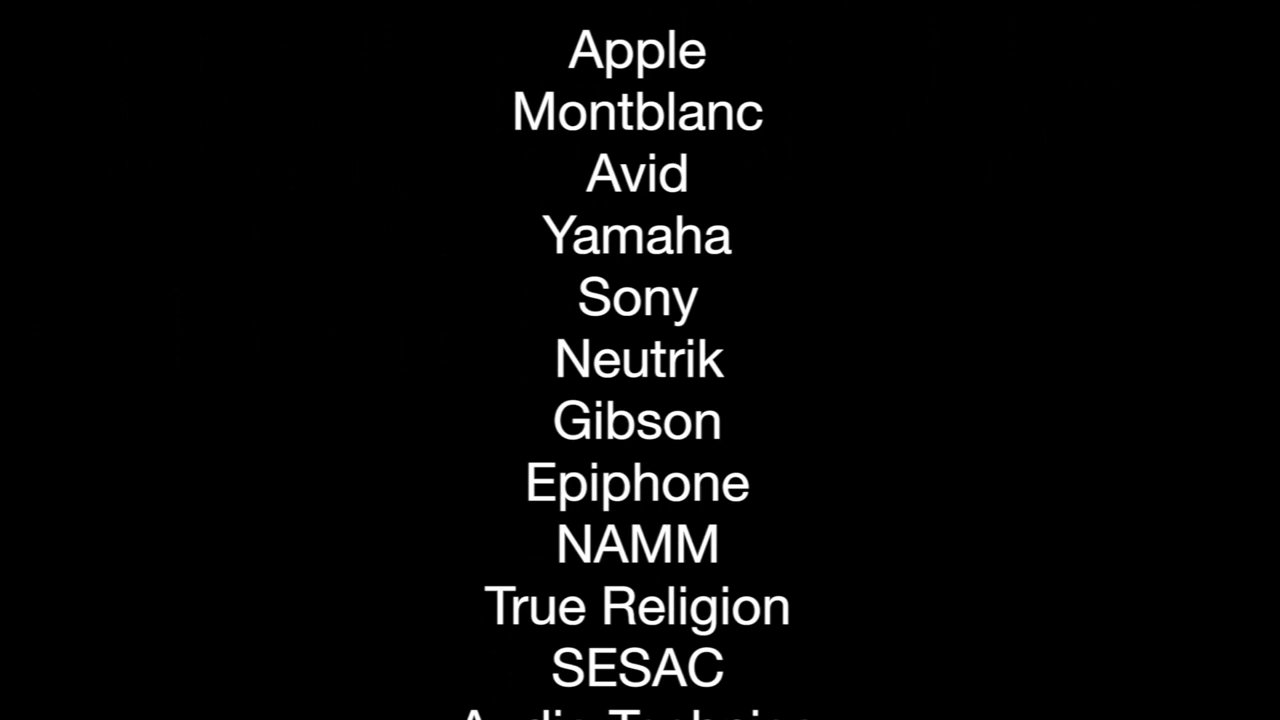 Apple
Montblanc
Avid
Yamaha
Sony
Neutrik
Gibson
Epiphone
NAMM
True Religion
SESAC